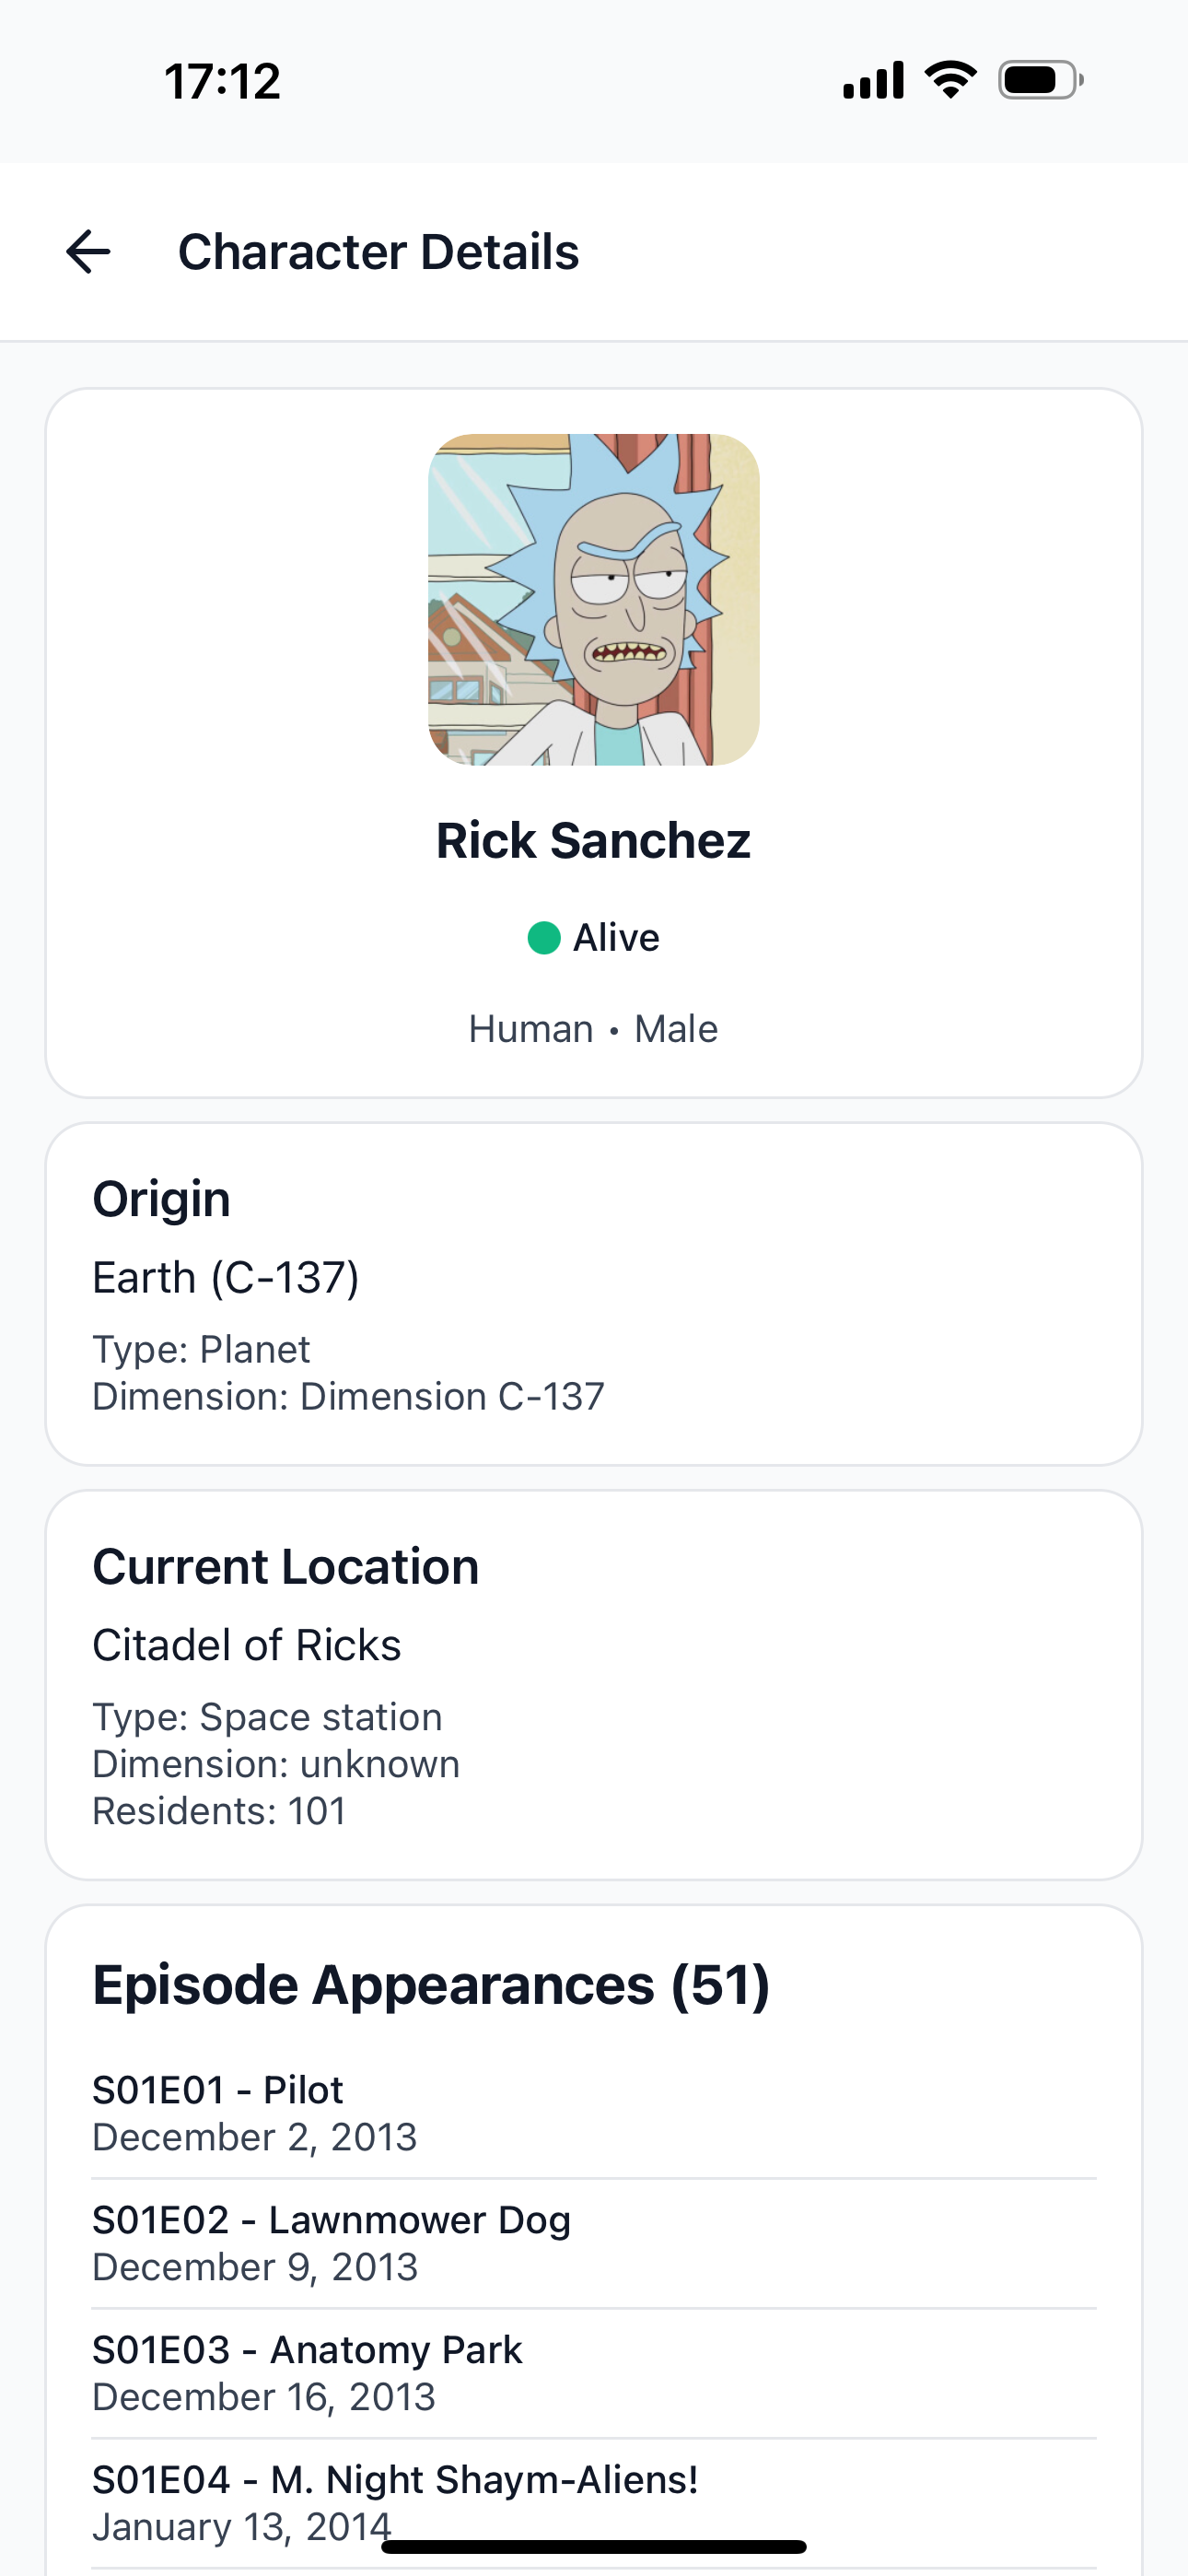 17:12
Character Details
Rick Sanchez
Alive
Human • Male
Origin
Earth (C-137)
Type: Planet
Dimension: Dimension C-137
Current Location
Citadel of Ricks
Type: Space station
Dimension: unknown
Residents: 101
Episode Appearances (51)
S01E01 - Pilot
December 2, 2013
S01E02 - Lawnmower Dog
December 9, 2013
S01E03 - Anatomy Park
December 16, 2013
S01E04 - M. Night Shaym-Aliens!
January 13, 2014